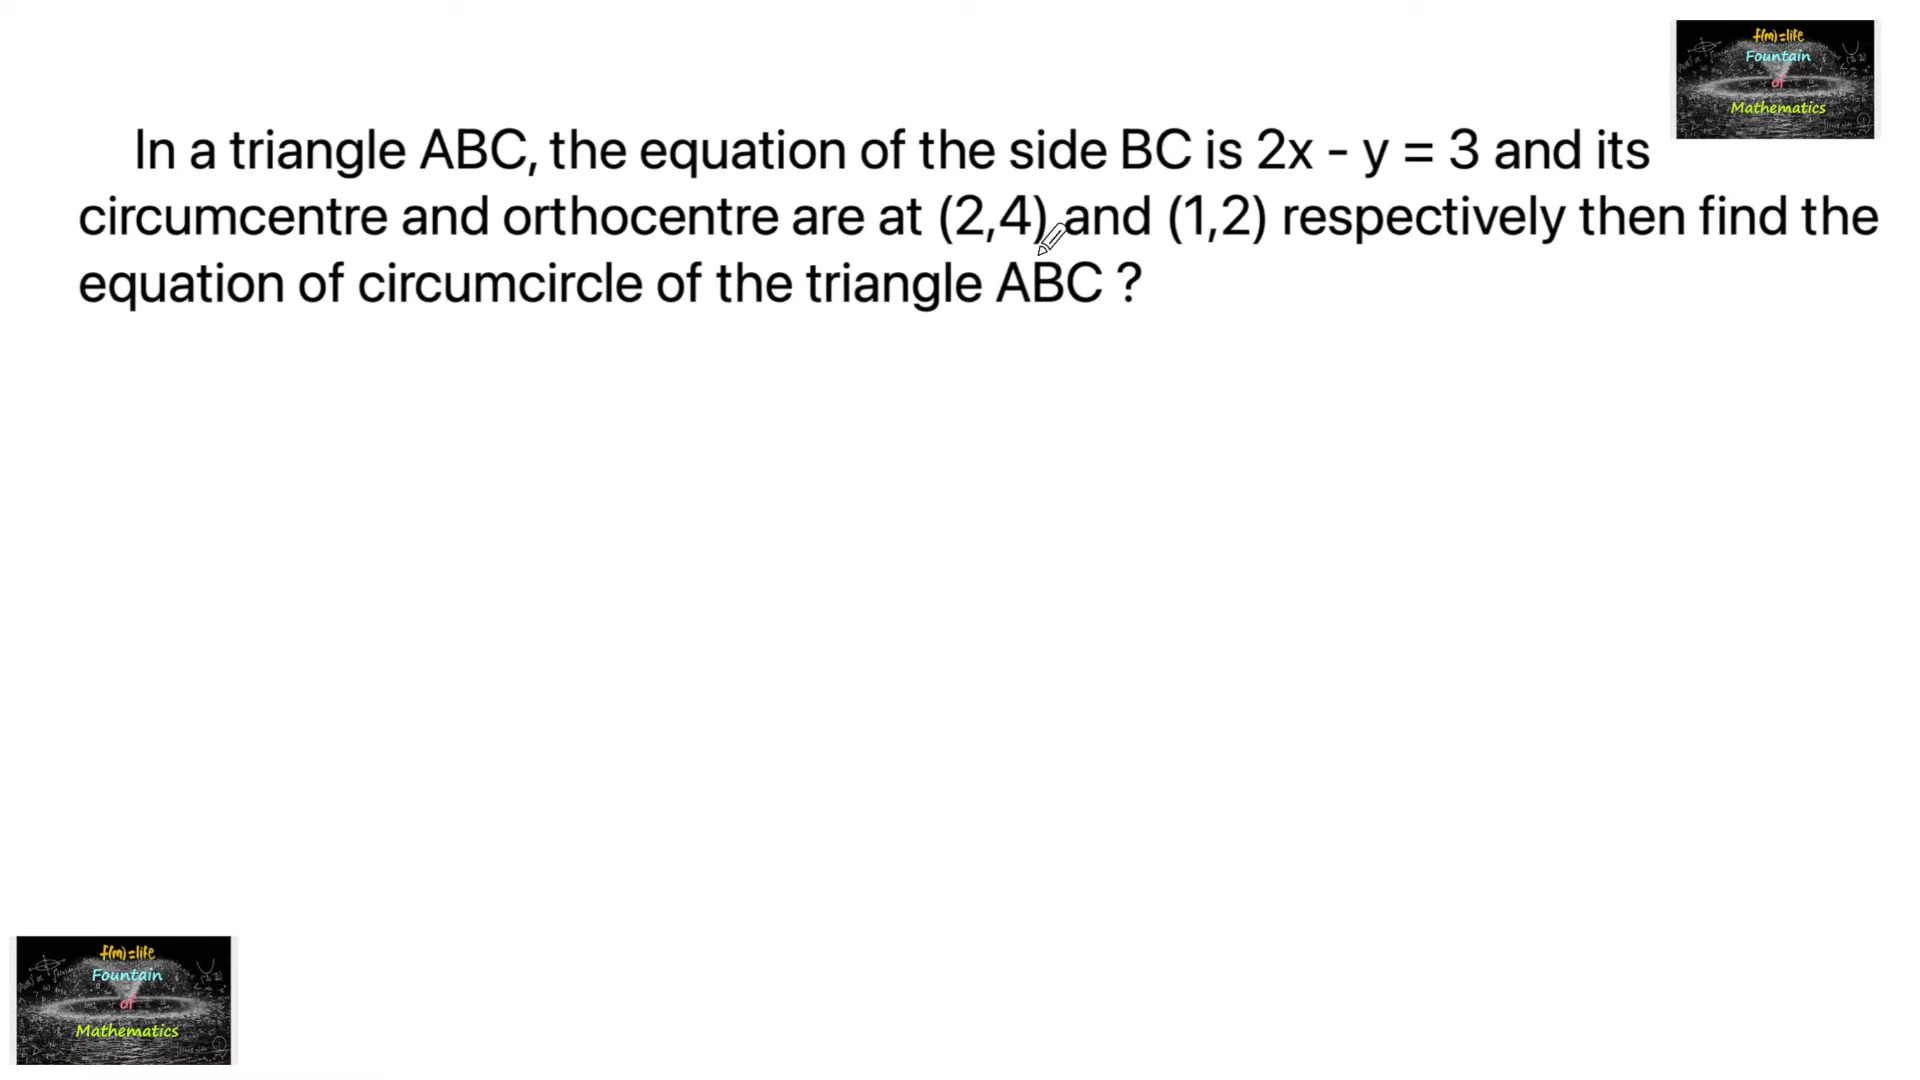 f(m)=life
Fountain
of
Mathematics
In a triangle ABC, the equation of the side BC is 2x - y = 3 and its
circumcentre and orthocentre are at (2,4) and (1,2) respectively then find the
equation of circumcircle of the triangle ABC ?
f(m)=life
Fountain
of
Mathematics